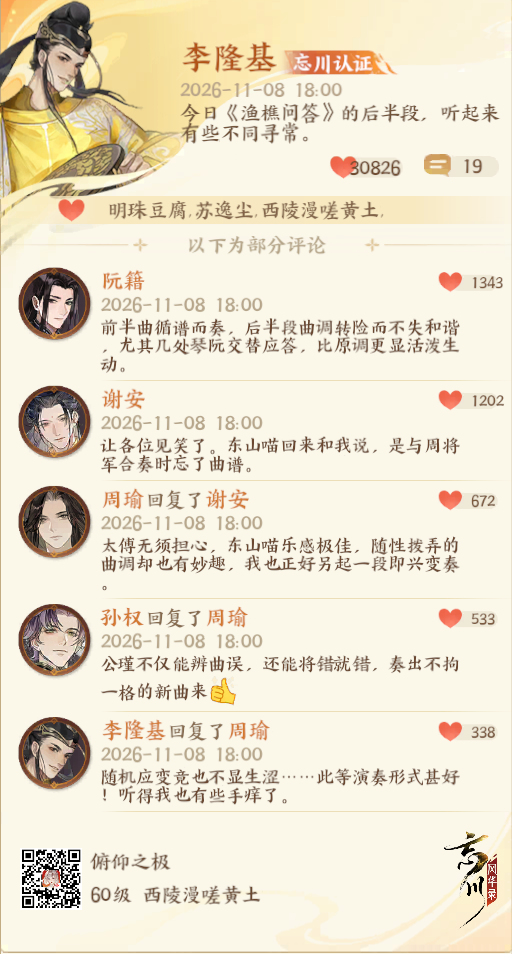 李隆基 忘川认证
2026-11-08 18:00
今日《渔樵问答》的后半段，听起来
有些不同寻常。
30826 19
明珠豆腐,苏逸尘,西陵漫嗟黄土,
以下为部分评论
阮籍 1343
2026-11-08 18:00
前半曲循谱而奏，后半段曲调转险而不失和谐
，尤其几处琴阮交替应答，比原调更显活泼生
动。
谢安 1202
2026-11-08 18:00
让各位见笑了。东山喵回来和我说，是与周将
军合奏时忘了曲谱。
周瑜回复了谢安 672
2026-11-08 18:00
太傅无须担心，东山喵乐感极佳，随性拨弄的
曲调却也有妙趣，我也正好另起一段即兴变奏
。
孙权回复了周瑜 533
2026-11-08 18:00
公瑾不仅能辨曲误，还能将错就错，奏出不拘
一格的新曲来
李隆基回复了周瑜 338
2026-11-08 18:00
随机应变竟也不显生涩……此等演奏形式甚好
！听得我也有些手痒了。
俯仰之极
60级 西陵漫嗟黄土
忘川
风华录